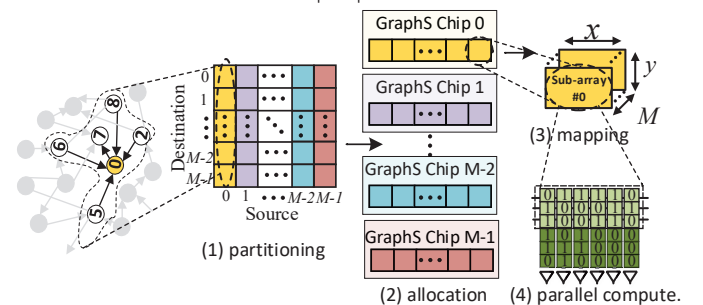 GraphS Chip 0
GraphS Chip 1
GraphS Chip M-2
GraphS Chip M-1
(2) allocation
8
7
2
6
0
5
Destination
0
1
M-2
M-1
0 1 M-2 M-1
Source
(1) partitioning
x
y
M
Sub-array
#0
(3) mapping
(4) parallel compute.